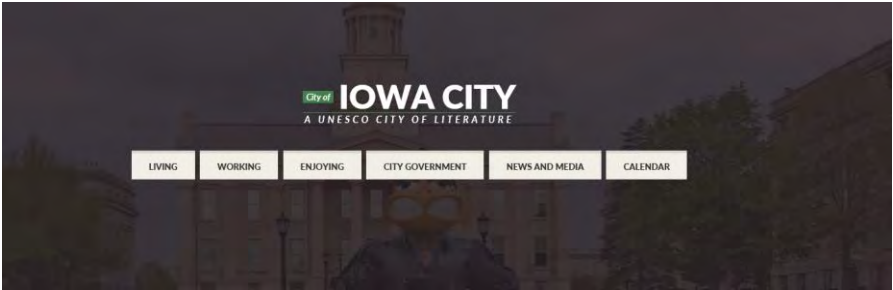 City of IOWA CITY
A UNESCO CITY OF LITERATURE
LIVING WORKING ENJOYING CITY GOVERNMENT NEWS AND MEDIA CALENDAR